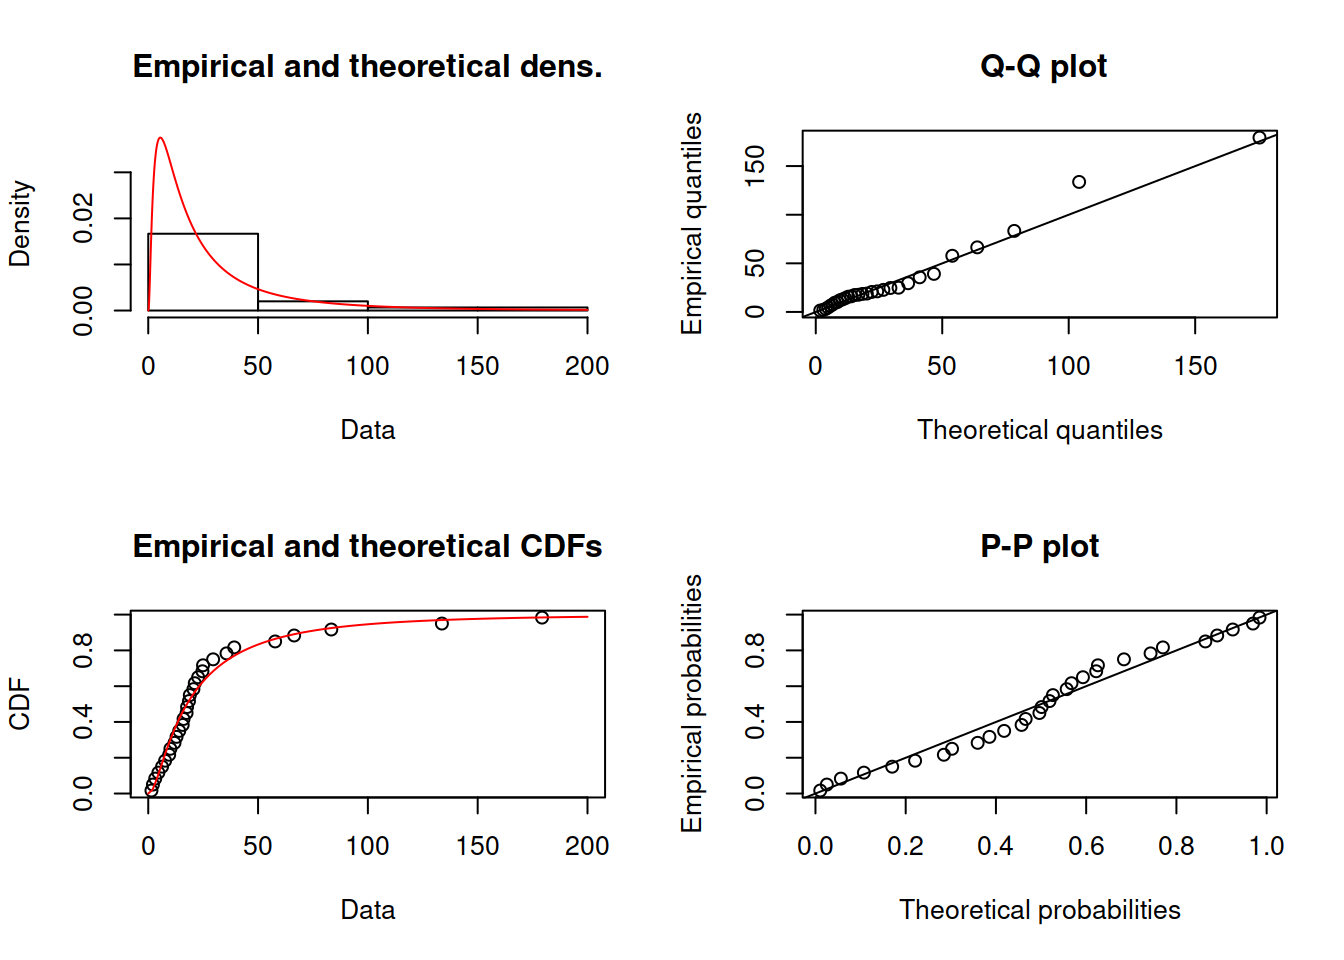 Empirical and theoretical dens.
Density
0.00
0.02
0
50
100
150
200
Data
Q-Q plot
Empirical quantiles
0
50
150
0
50
100
150
Theoretical quantiles
Empirical and theoretical CDFs
CDF
0.0
0.4
0.8
0
50
100
150
200
Data
P-P plot
Empirical probabilities
0.0
0.4
0.8
0.0
0.2
0.4
0.6
0.8
1.0
Theoretical probabilities